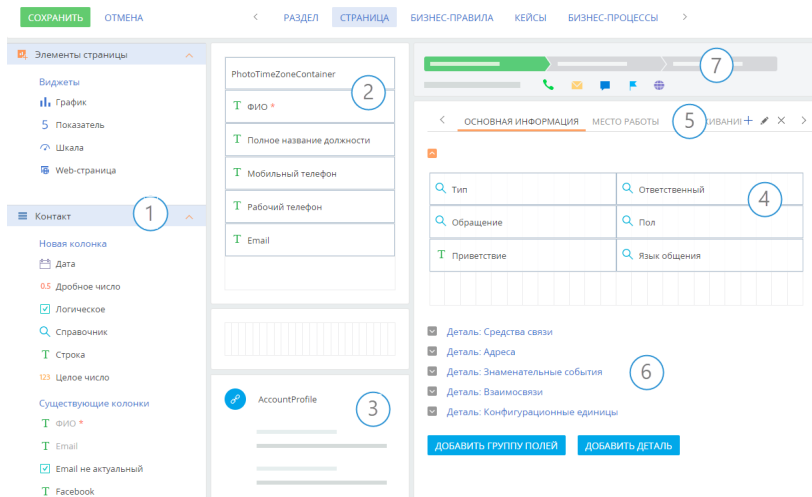 СОХРАНИТЬ ОТМЕНА РАЗДЕЛ СТРАНИЦА БИЗНЕС-ПРАВИЛА КЕЙСЫ БИЗНЕС-ПРОЦЕССЫ
Элементы страницы
Виджеты
График
5 Показатель
Шкала
Web-страница
Контакт
1
Новая колонка
Дата
0.5 Дробное число
Логическое
Справочник
T Строка
123 Целое число
Существующие колонки
T ФИО *
T Email
Email не актуальный
T Facebook
PhotoTimeZoneContainer
2
T ФИО *
T Полное название должности
T Мобильный телефон
T Рабочий телефон
T Email
AccountProfile
3
7
ОСНОВНАЯ ИНФОРМАЦИЯ МЕСТО РАБОТЫ 5
Тип Ответственный
4
Обращение Пол
T Приветствие Язык общения
Деталь: Средства связи
Деталь: Адреса
Деталь: Знаменательные события
6
Деталь: Взаимосвязи
Деталь: Конфигурационные единицы
ДОБАВИТЬ ГРУППУ ПОЛЕЙ ДОБАВИТЬ ДЕТАЛЬ